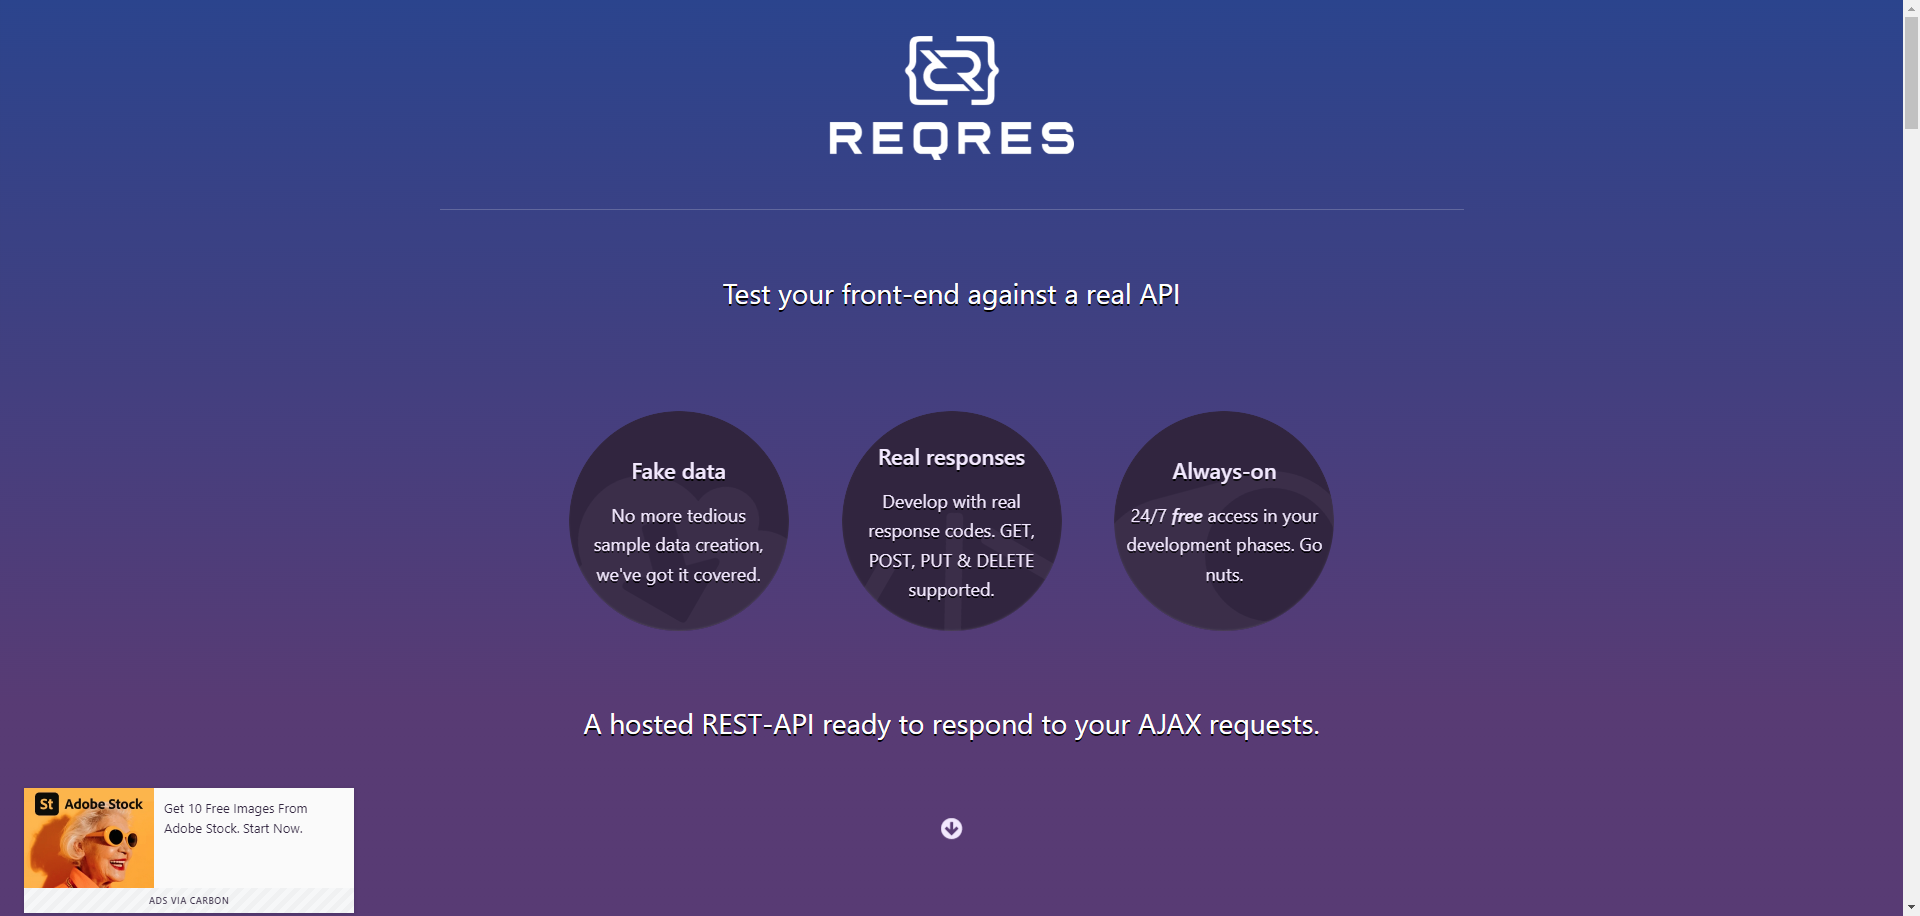 REQRES
Test your front-end against a real API
Fake data
No more tedious
sample data creation,
we've got it covered.
Real responses
Develop with real
response codes. GET,
POST, PUT & DELETE
supported.
Always-on
24/7 free access in your
development phases. Go
nuts.
A hosted REST-API ready to respond to your AJAX requests.
St Adobe Stock
Get 10 Free Images From
Adobe Stock. Start Now.
ADS VIA CARBON